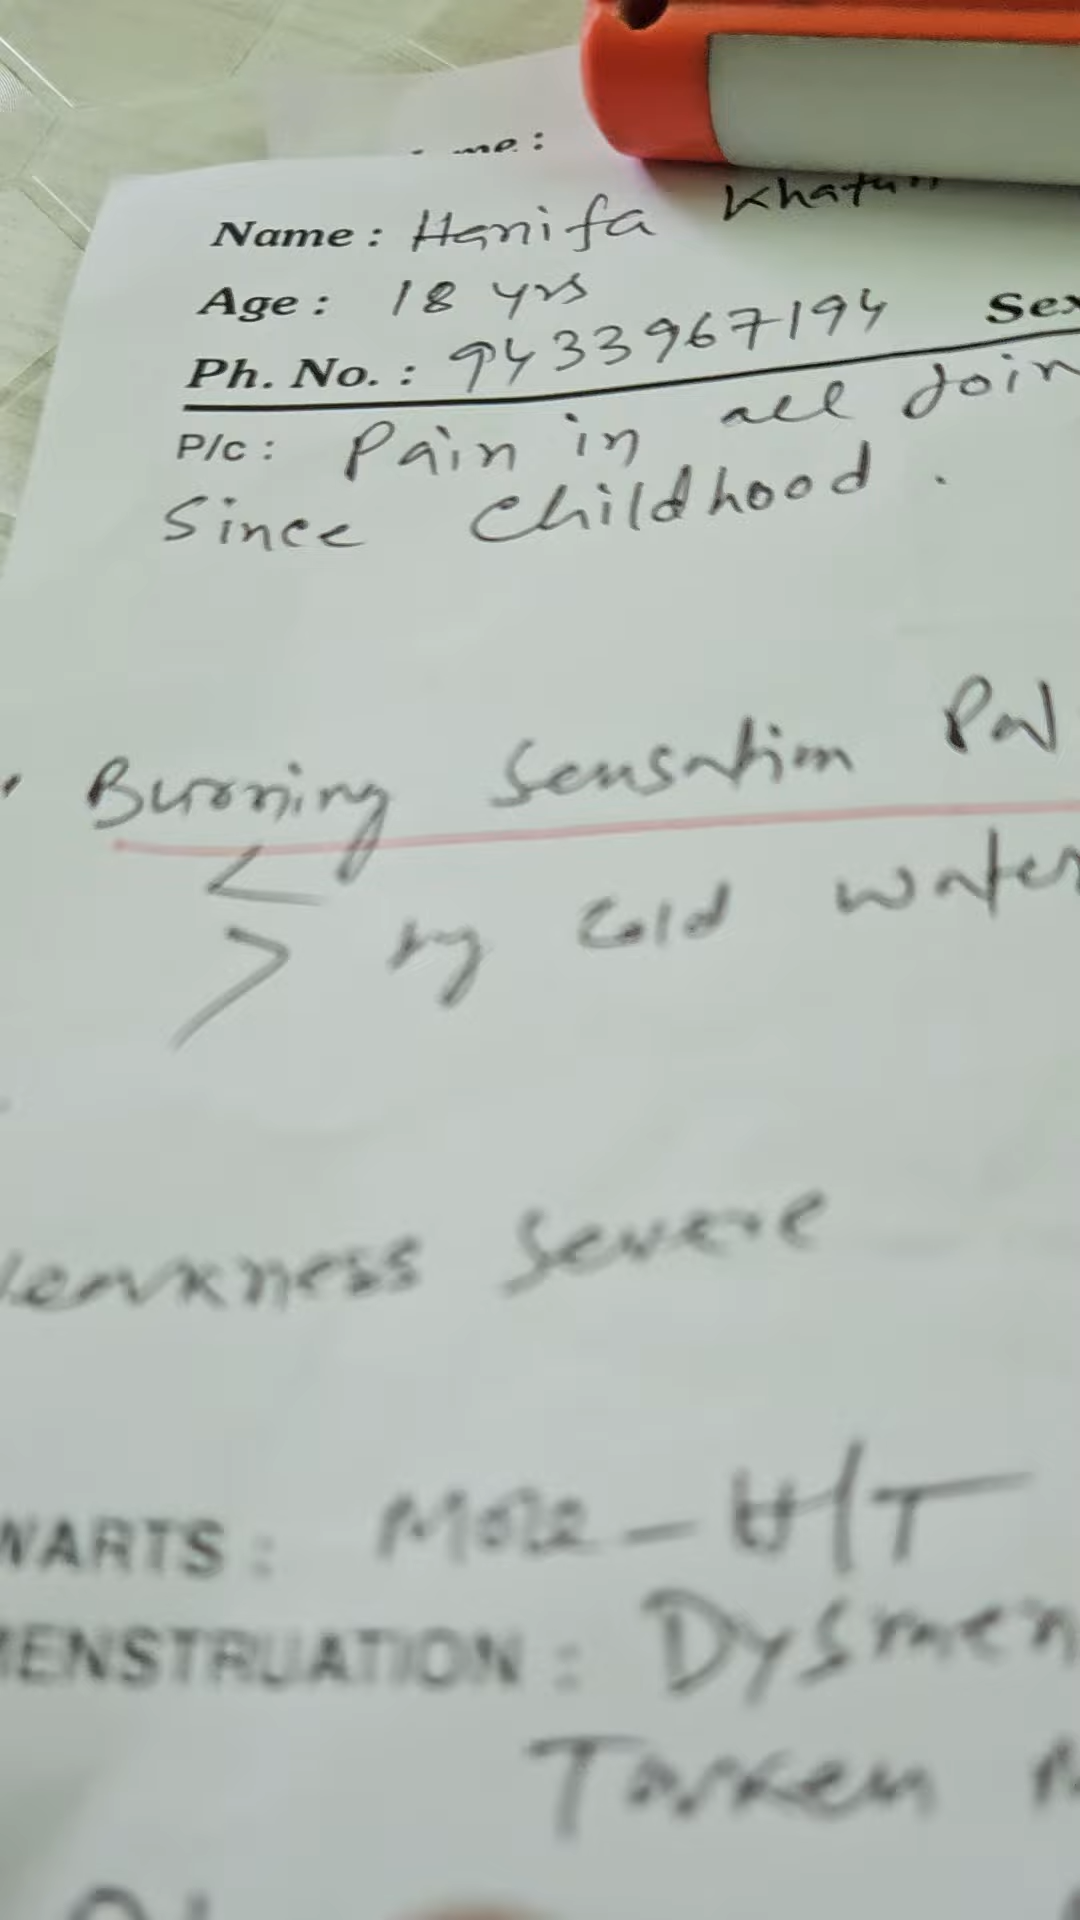 Name : Hanifa Khatun
Age : 18 yrs
Ph. No. : 9433967194 Sex
P/c : Pain in all Join
Since Childhood .
Burning Sensation Pal
<
> by Cold water
Weakness Severe
WARTS : Mole - H/T
MENSTRUATION : Dysmen
Taken